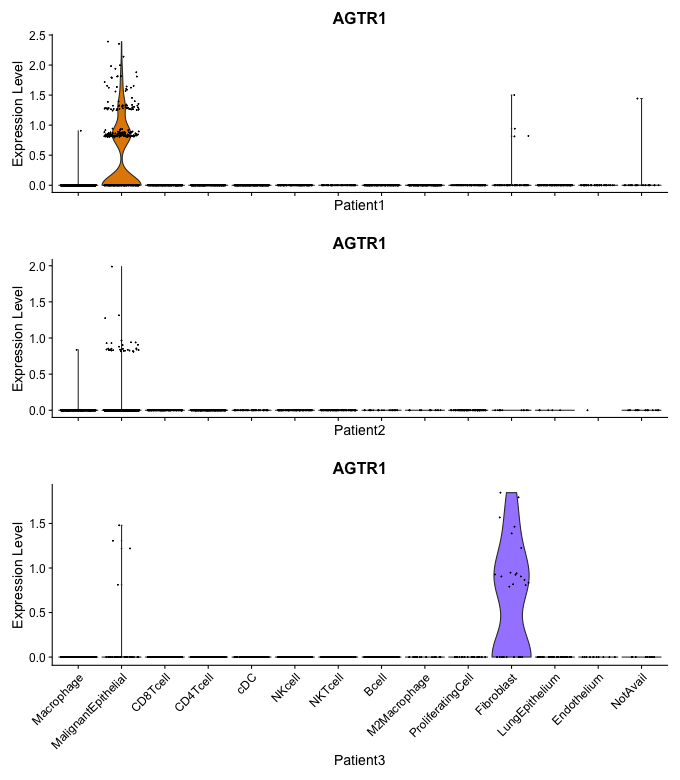 AGTR1
Expression Level
2.5
2.0
1.5
1.0
0.5
0.0
Patient1
AGTR1
Expression Level
2.0
1.5
1.0
0.5
0.0
Patient2
AGTR1
Expression Level
1.5
1.0
0.5
0.0
Macrophage
MalignantEpithelial
CD8Tcell
CD4Tcell
cDC
NKcell
NKTcell
Bcell
M2Macrophage
ProliferatingCell
Fibroblast
LungEpithelium
Endothelium
NotAvail
Patient3